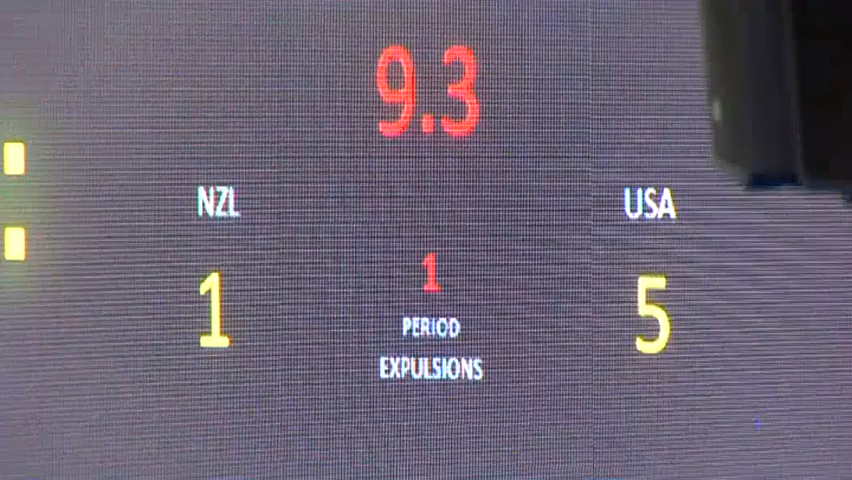 9.3
NZL
USA
1
1
5
PERIOD
EXPULSIONS